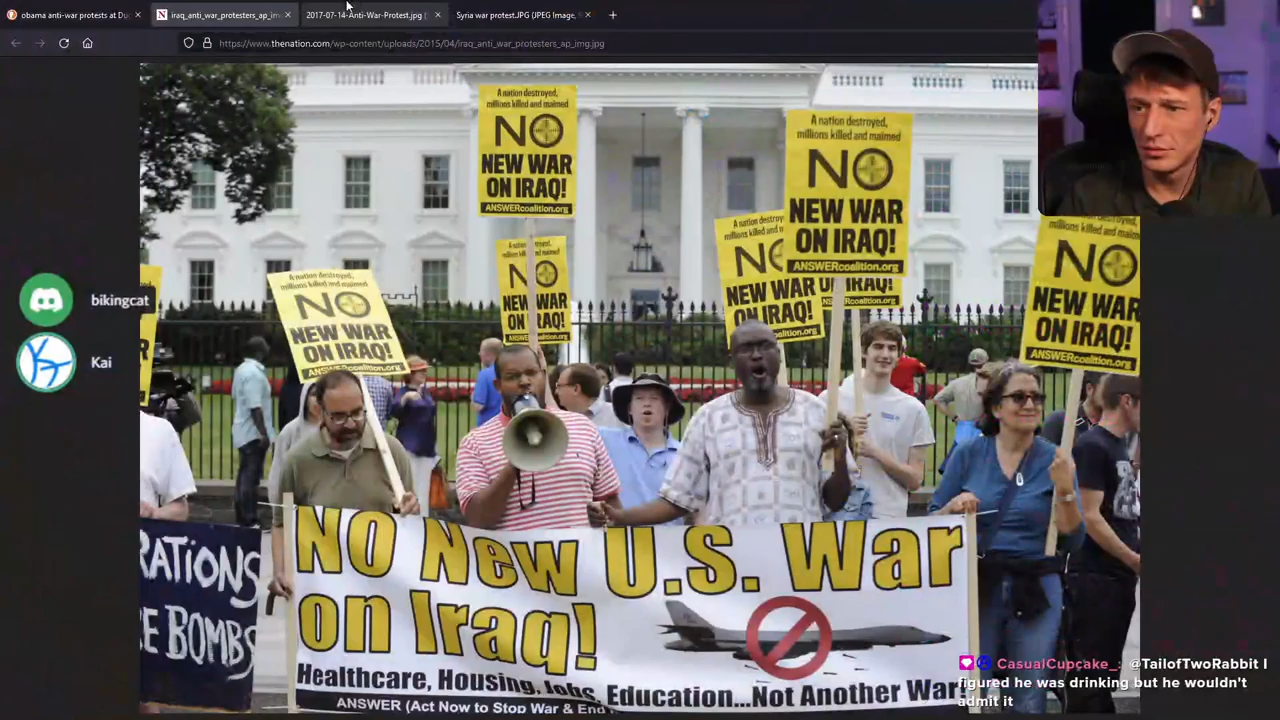 obama anti-war protests at Du
iraq_anti_war_protesters_ap_im
2017-07-14-Anti-War-Protest.jpg (
Syria war protest.JPG (JPEG Image,
https://www.thenation.com/wp-content/uploads/2015/04/iraq_anti_war_protesters_ap_img.jpg
A nation destroyed,
millions killed and maimed
NO
NEW WAR
ON IRAQ!
ANSWERcoalition.org
A nation destroyed,
millions killed and maimed
NO
NEW WAR
ON IRAQ!
ANSWERcoalition.org
A nation destroyed,
millions killed and m
NO
NEW WAR
ON IRAQ!
ANSWERcoalition.org
A nation destroyed,
millions killed and maimed
NO
NEW WAR
ON IRAQ!
ANSWERcoalition.org
NEW WAR
ON IRAQ!
ANSWERcoalition.org
millions killed and maim
NO
NEW WAR
ON IRAQ!
ANSWERcoalition.org
bikingcat
Kai
RATIONS
E BOMBS
NO New U.S. War
on Iraq!
Healthcare, Housing, Jobs, Education...Not Another War!
ANSWER (Act Now to Stop War & End
CasualCupcake_: @TailofTwoRabbit I
figured he was drinking but he wouldn't
admit it